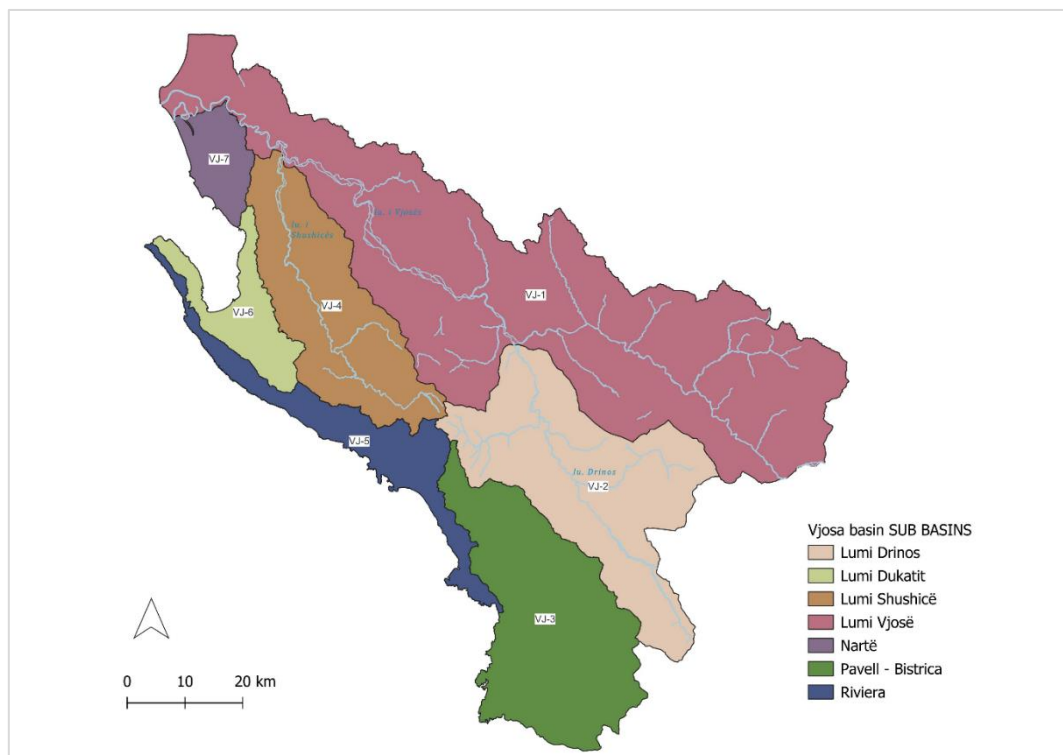 VJ-7
lu. i Vjosës
lu. i
Shushicës
VJ-1
VJ-4
VJ-6
VJ-5
lu. Drinos
VJ-2
VJ-3
Vjosa basin SUB BASINS
Lumi Drinos
Lumi Dukatit
Lumi Shushicë
Lumi Vjosë
Nartë
Pavell - Bistrica
Riviera
0 10 20 km